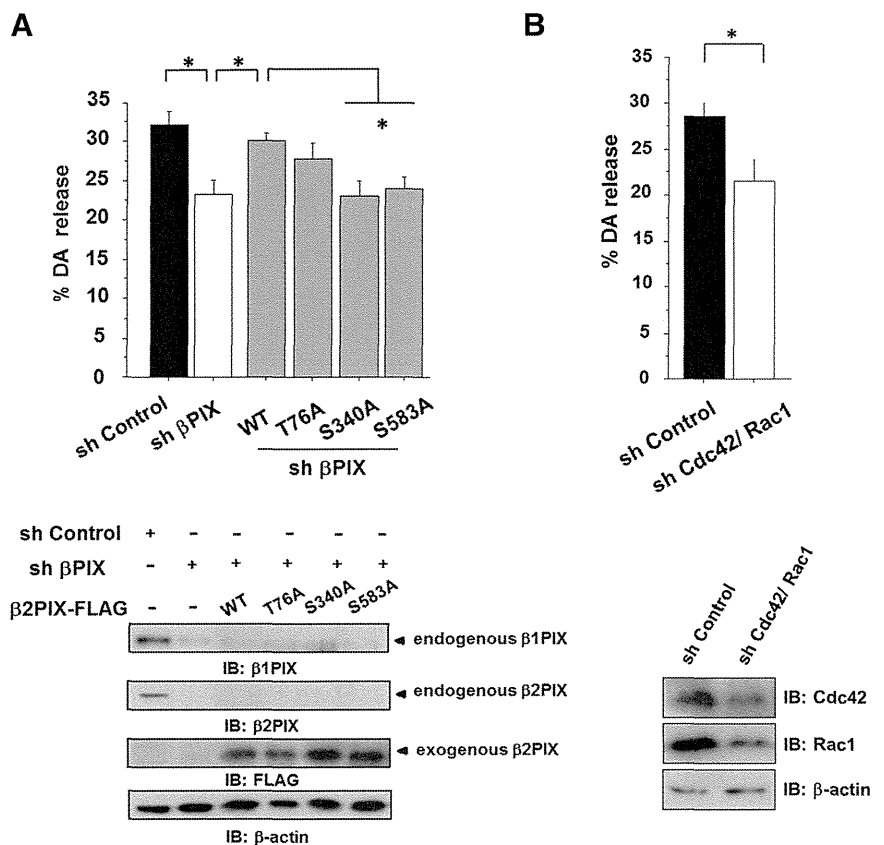 A
* *
*
35
30
25
20
15
10
5
0
% DA release
sh Control
sh βPIX
WT
T76A
S340A
S583A
sh βPIX
sh Control + - - - - -
sh βPIX - + + + + +
β2PIX-FLAG - - WT T76A S340A S583A
endogenous β1PIX
IB: β1PIX
endogenous β2PIX
IB: β2PIX
exogenous β2PIX
IB: FLAG
IB: β-actin
B
*
35
30
25
20
15
10
5
0
% DA release
sh Control
sh Cdc42/ Rac1
sh Control
sh Cdc42/ Rac1
IB: Cdc42
IB: Rac1
IB: β-actin